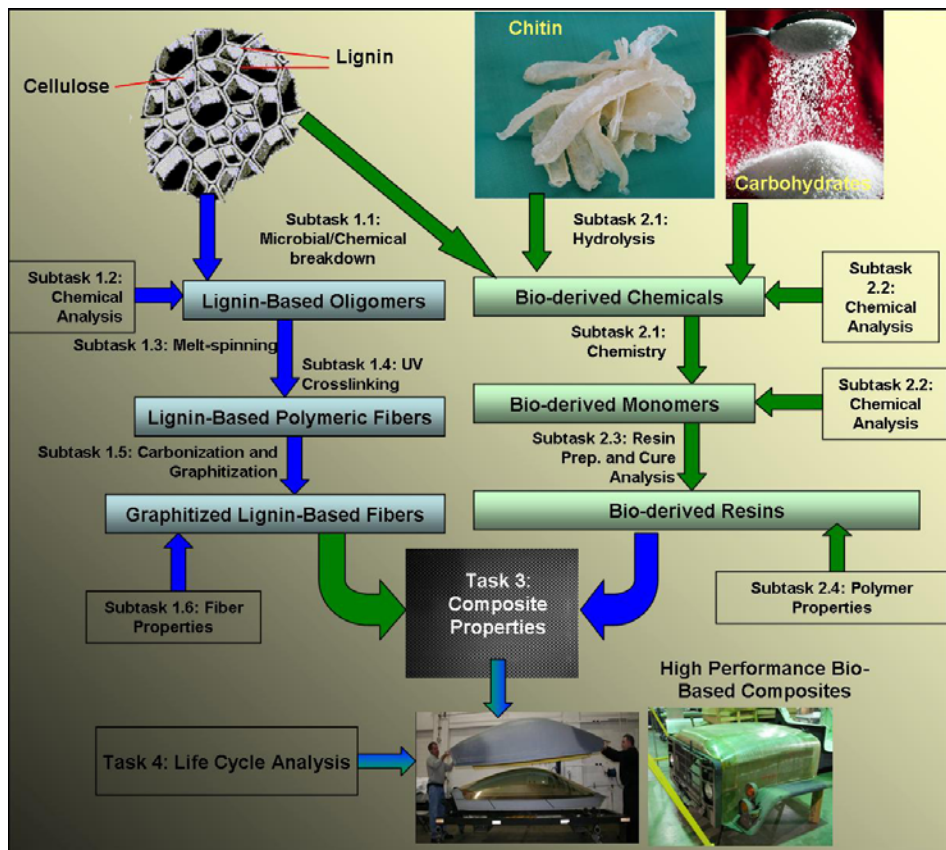 Lignin
Cellulose
Chitin
Carbohydrates
Subtask 1.1:
Microbial/Chemical
breakdown
Subtask 2.1:
Hydrolysis
Subtask 1.2:
Chemical
Analysis
Lignin-Based Oligomers
Bio-derived Chemicals
Subtask
2.2:
Chemical
Analysis
Subtask 1.3: Melt-spinning
Subtask 1.4: UV
Crosslinking
Subtask 2.1:
Chemistry
Lignin-Based Polymeric Fibers
Bio-derived Monomers
Subtask 2.2:
Chemical
Analysis
Subtask 1.5: Carbonization and
Graphitization
Subtask 2.3: Resin
Prep. and Cure
Analysis
Graphitized Lignin-Based Fibers
Bio-derived Resins
Subtask 1.6: Fiber
Properties
Task 3:
Composite
Properties
Subtask 2.4: Polymer
Properties
High Performance Bio-
Based Composites
Task 4: Life Cycle Analysis